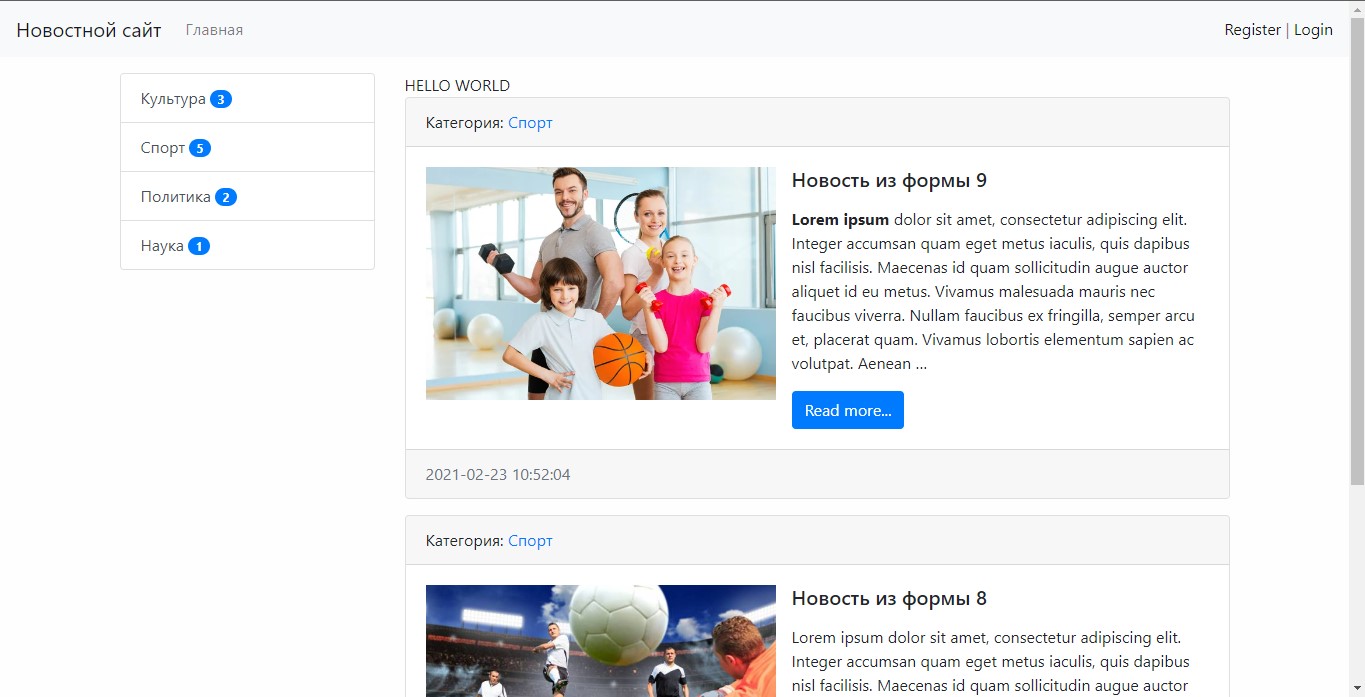 Новостной сайт Главная Register | Login
Культура 3
Спорт 5
Политика 2
Наука 1
HELLO WORLD
Категория: Спорт
Новость из формы 9
Lorem ipsum dolor sit amet, consectetur adipiscing elit.
Integer accumsan quam eget metus iaculis, quis dapibus
nisl facilisis. Maecenas id quam sollicitudin augue auctor
aliquet id eu metus. Vivamus malesuada mauris nec
faucibus viverra. Nullam faucibus ex fringilla, semper arcu
et, placerat quam. Vivamus lobortis elementum sapien ac
volutpat. Aenean ...
Read more...
2021-02-23 10:52:04
Категория: Спорт
Новость из формы 8
Lorem ipsum dolor sit amet, consectetur adipiscing elit.
Integer accumsan quam eget metus iaculis, quis dapibus
nisl facilisis. Maecenas id quam sollicitudin augue auctor